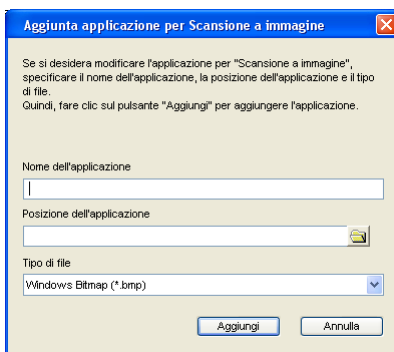 Aggiunta applicazione per Scansione a immagine
Se si desidera modificare l'applicazione per "Scansione a immagine",
specificare il nome dell'applicazione, la posizione dell'applicazione e il tipo
di file.
Quindi, fare clic sul pulsante "Aggiungi" per aggiungere l'applicazione.
Nome dell'applicazione
Posizione dell'applicazione
Tipo di file
Windows Bitmap (*.bmp)
Aggiungi Annulla